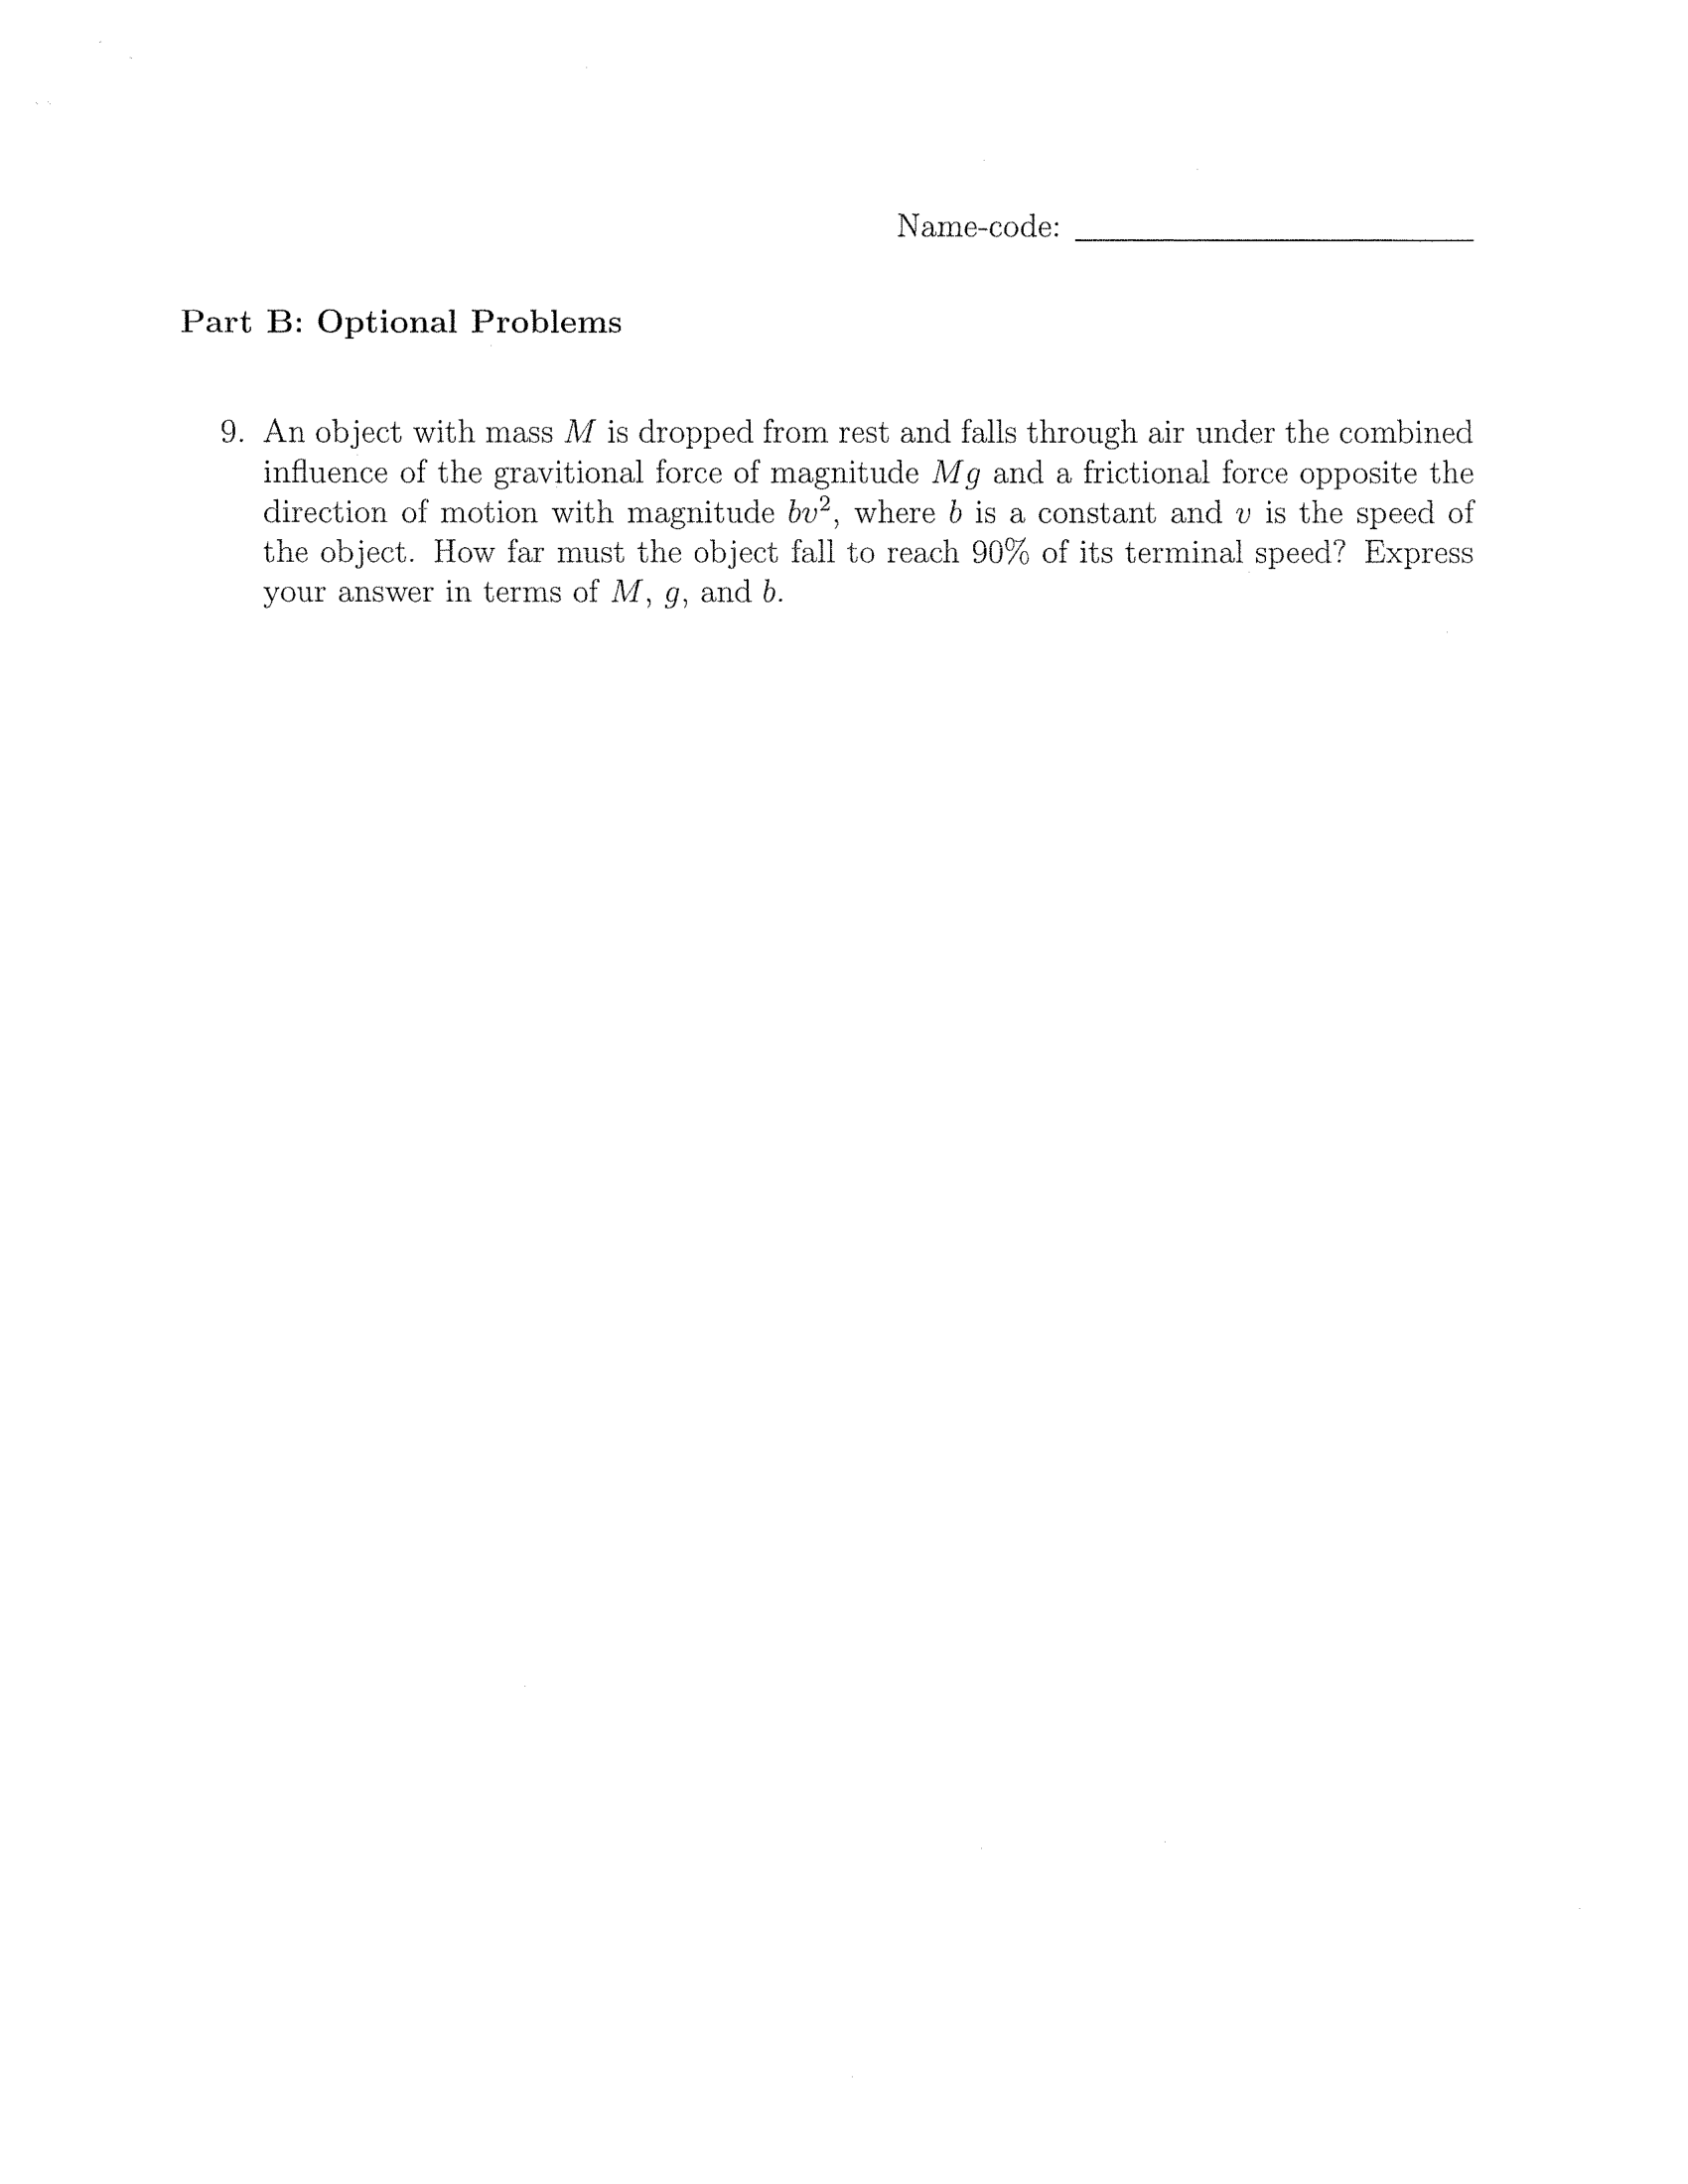 Name-code:
Part B: Optional Problems
9. An object with mass M is dropped from rest and falls through air under the combined
influence of the gravitional force of magnitude Mg and a frictional force opposite the
direction of motion with magnitude bv², where b is a constant and v is the speed of
the object. How far must the object fall to reach 90% of its terminal speed? Express
your answer in terms of M, g, and b.